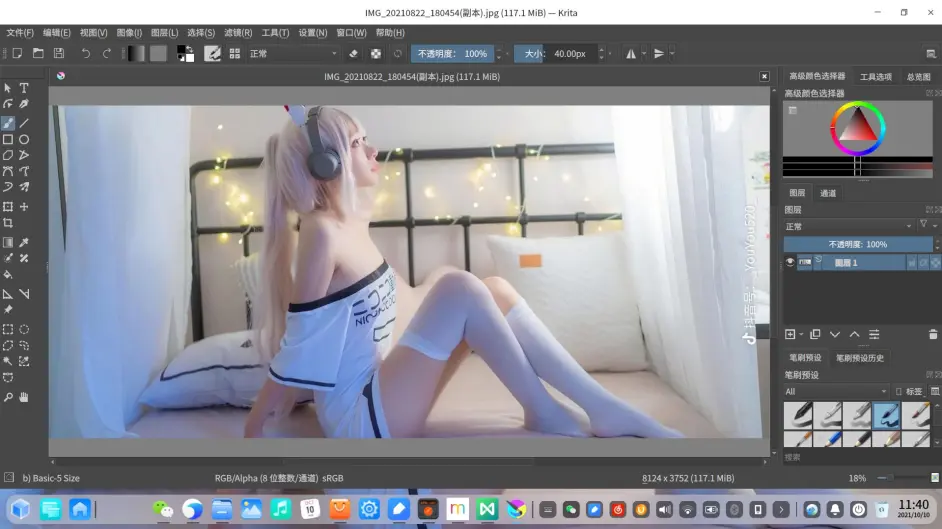 IMG_20210822_180454(副本).jpg (117.1 MiB) — Krita
文件(F) 编辑(E) 视图(V) 图像(I) 图层(L) 选择(S) 滤镜(R) 工具(T) 设置(N) 窗口(W) 帮助(H)
正常 不透明度: 100% 大小: 40.00px
IMG_20210822_180454(副本).jpg (117.1 MiB)
高级颜色选择器 工具选项 总览图
高级颜色选择器
图层 通道
图层
正常
不透明度: 100%
图层 1
抖音号: YouYou520
笔刷预设 笔刷预设历史
笔刷预设
All 标签
搜索
b) Basic-5 Size
RGB/Alpha (8 位整数/通道) sRGB
8124 x 3752 (117.1 MiB)
18%
10
11:40
2021/10/10